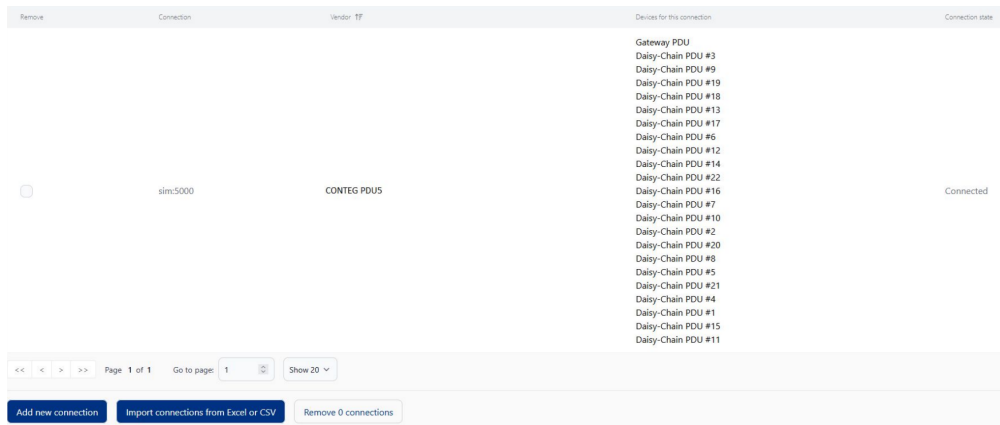 Remove Connection Vendor Devices for this connection Connection state
Gateway PDU
Daisy-Chain PDU #3
Daisy-Chain PDU #9
Daisy-Chain PDU #19
Daisy-Chain PDU #18
Daisy-Chain PDU #13
Daisy-Chain PDU #17
Daisy-Chain PDU #6
Daisy-Chain PDU #12
Daisy-Chain PDU #14
Daisy-Chain PDU #22
sim:5000 CONTEG PDU5 Daisy-Chain PDU #16 Connected
Daisy-Chain PDU #7
Daisy-Chain PDU #10
Daisy-Chain PDU #2
Daisy-Chain PDU #20
Daisy-Chain PDU #8
Daisy-Chain PDU #5
Daisy-Chain PDU #21
Daisy-Chain PDU #4
Daisy-Chain PDU #1
Daisy-Chain PDU #15
Daisy-Chain PDU #11
<< < > >> Page 1 of 1 Go to page: 1 Show 20
Add new connection Import connections from Excel or CSV Remove 0 connections